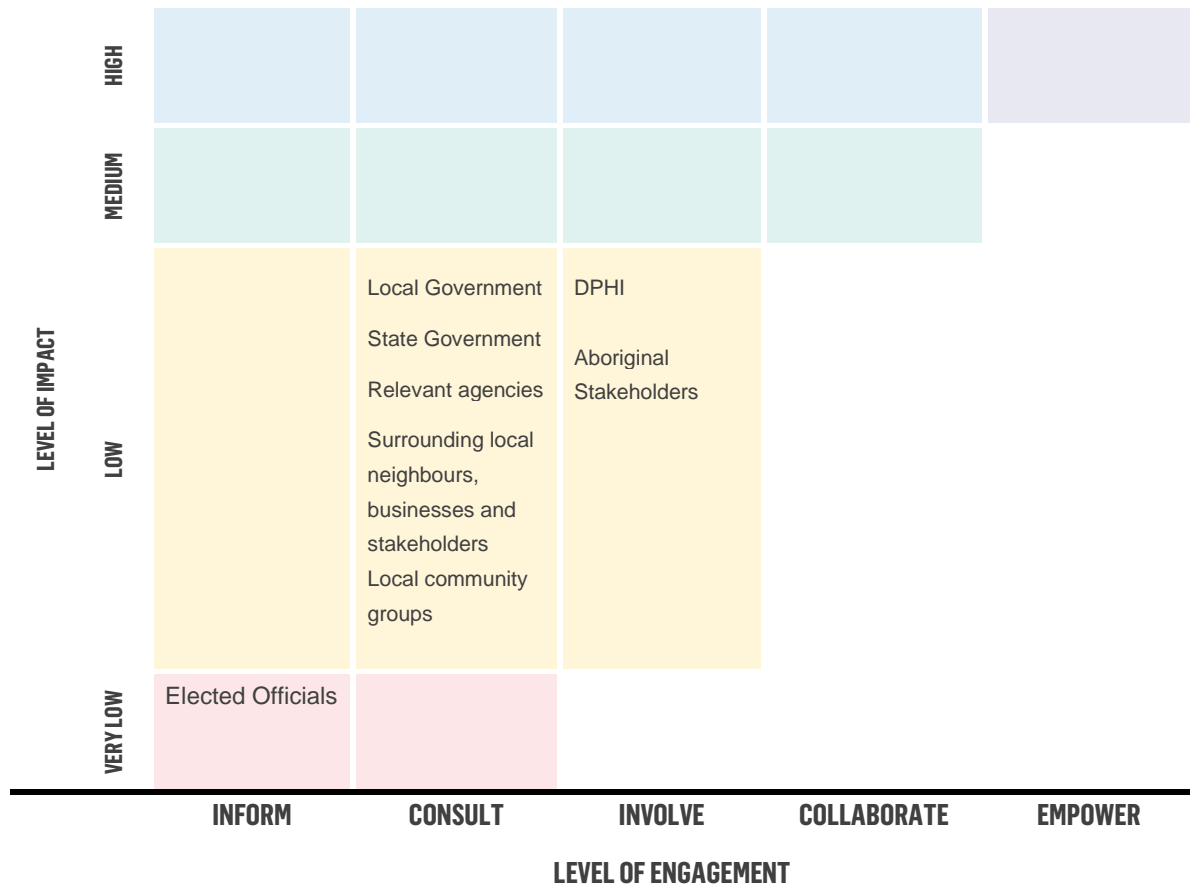 HIGH
MEDIUM
LEVEL OF IMPACT
LOW
Local Government
State Government
Relevant agencies
Surrounding local
neighbours,
businesses and
stakeholders
Local community
groups
DPHI
Aboriginal
Stakeholders
VERY LOW
Elected Officials
INFORM
CONSULT
INVOLVE
COLLABORATE
EMPOWER
LEVEL OF ENGAGEMENT